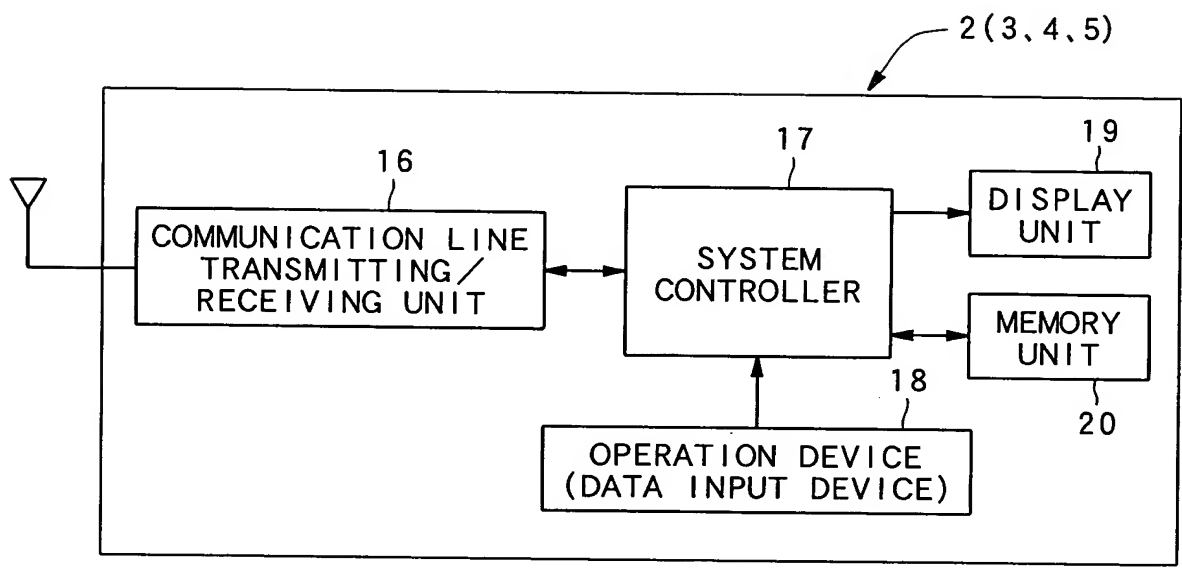 2(3、4、5)
16
COMMUNICATION LINE
TRANSMITTING/
RECEIVING UNIT
17
SYSTEM
CONTROLLER
19
DISPLAY
UNIT
MEMORY
UNIT
20
18
OPERATION DEVICE
(DATA INPUT DEVICE)